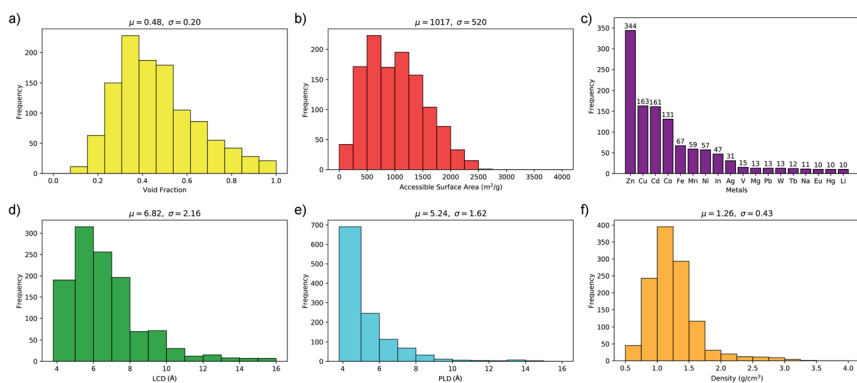 a)
μ = 0.48, σ = 0.20
Frequency
200
150
100
50
0
0.0 0.2 0.4 0.6 0.8 1.0
Void Fraction
b)
μ = 1017, σ = 520
Frequency
200
150
100
50
0
0 500 1000 1500 2000 2500 3000 3500 4000
Accessible Surface Area (m²/g)
c)
Frequency
350
300
250
200
150
100
50
0
344 163 161 131 67 59 57 47 31 15 13 13 13 12 11 10 10 10
Zn Cu Cd Co Fe Mn Ni In Ag V Mg Pb W Tb Na Eu Hg Li
Metals
d)
μ = 6.82, σ = 2.16
Frequency
300
250
200
150
100
50
0
4 6 8 10 12 14 16
LCD (Å)
e)
μ = 5.24, σ = 1.62
Frequency
700
600
500
400
300
200
100
0
4 6 8 10 12 14 16
PLD (Å)
f)
μ = 1.26, σ = 0.43
Frequency
400
350
300
250
200
150
100
50
0
0.5 1.0 1.5 2.0 2.5 3.0 3.5 4.0
Density (g/cm³)